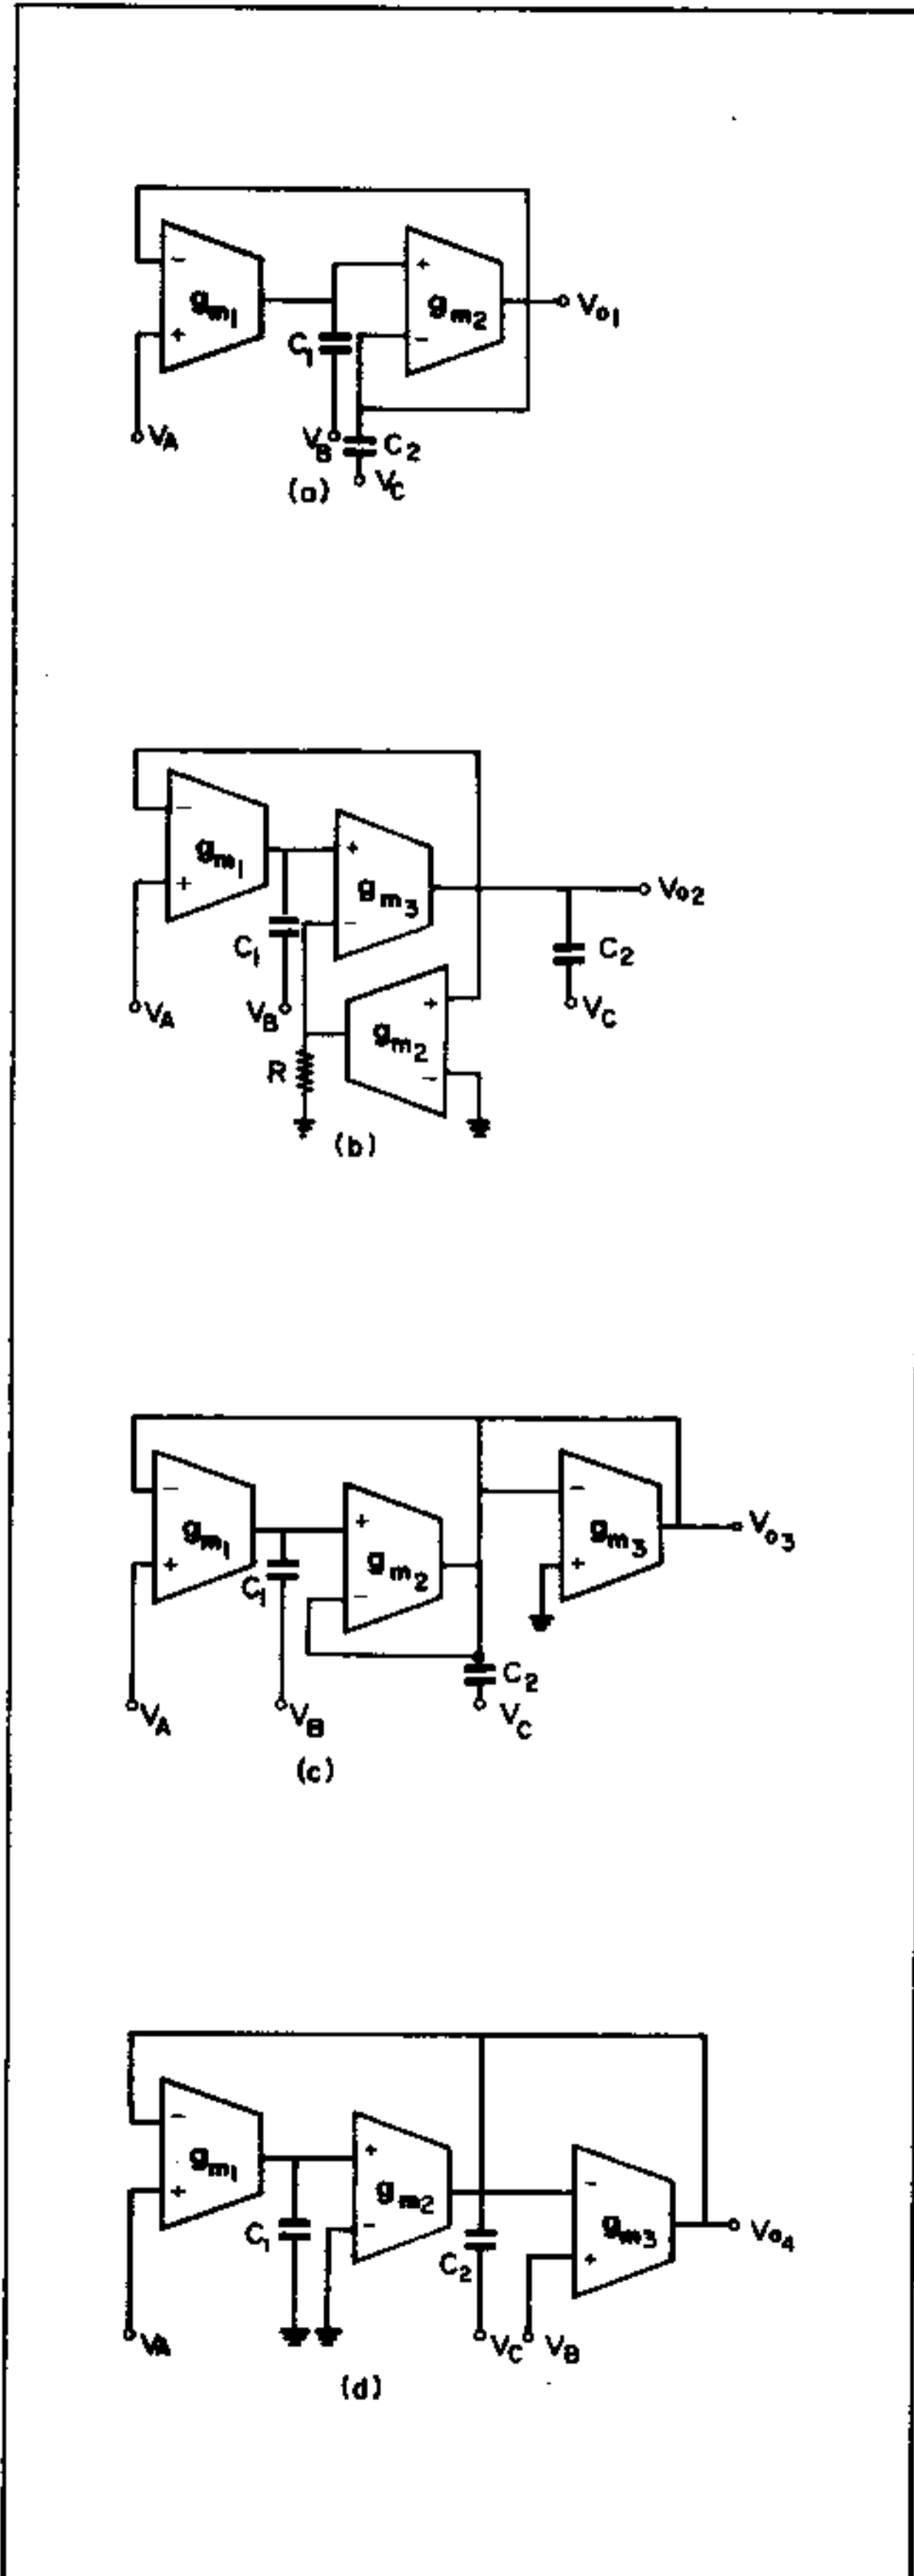 −
gm1
+
+
gm2
−
Vo1
C1
VA
VB
C2
VC
(a)
−
gm1
+
+
gm3
−
Vo2
C1
C2
VA
VB
+
gm2
−
VC
R
(b)
−
gm1
+
+
gm2
−
−
gm3
+
Vo3
C1
C2
VA
VB
VC
(c)
−
gm1
+
+
gm2
−
−
gm3
+
Vo4
C1
C2
VA
VC
VB
(d)